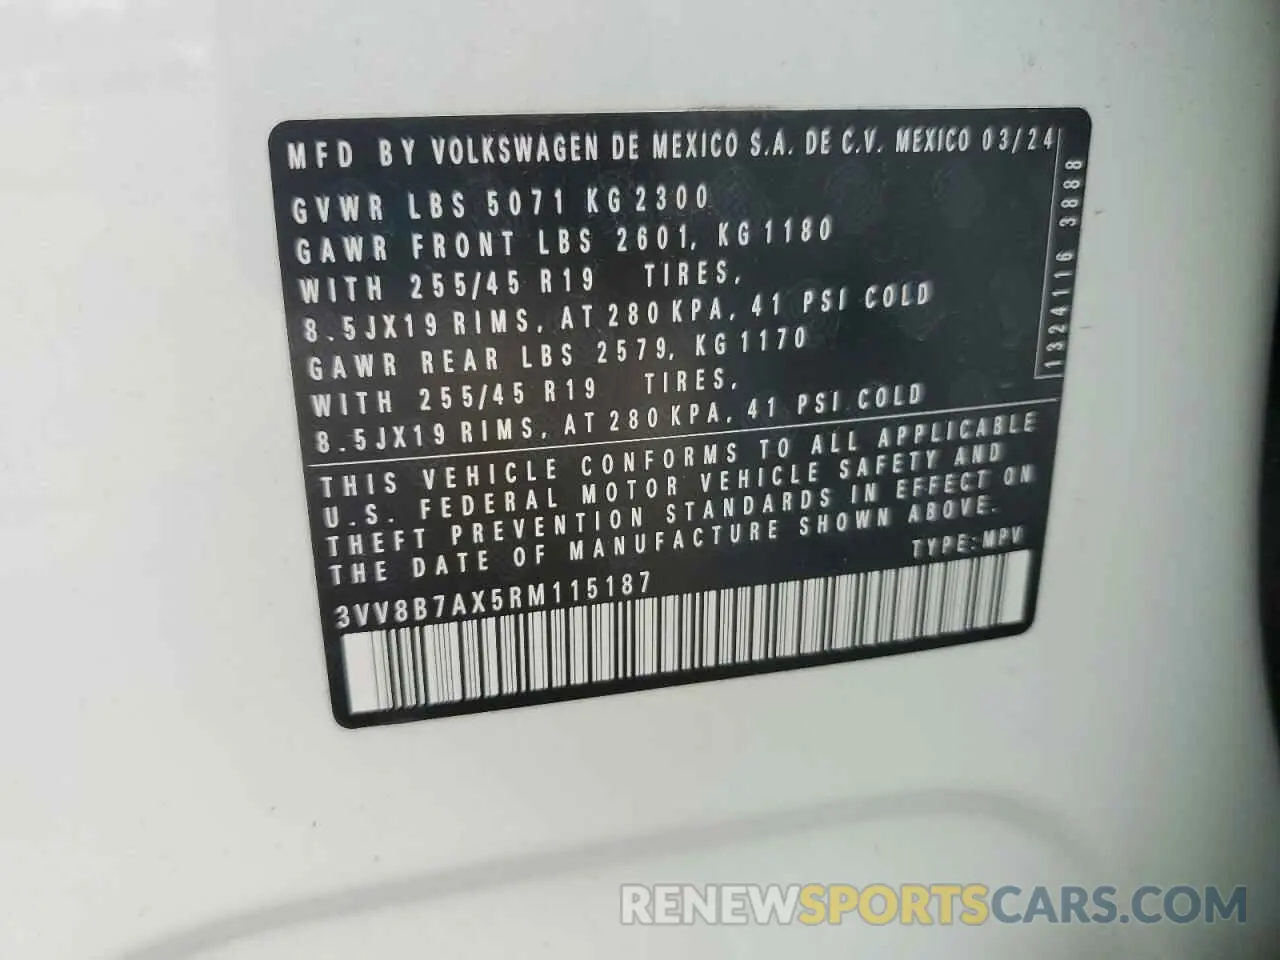 MFD BY VOLKSWAGEN DE MEXICO S.A. DE C.V. MEXICO 03/24
GVWR LBS 5071 KG 2300
GAWR FRONT LBS 2601, KG 1180
WITH 255/45 R19 TIRES,
8.5JX19 RIMS, AT 280 KPA, 41 PSI COLD
GAWR REAR LBS 2579, KG 1170
WITH 255/45 R19 TIRES,
8.5JX19 RIMS, AT 280 KPA, 41 PSI COLD
1324116 3888
THIS VEHICLE CONFORMS TO ALL APPLICABLE
U.S. FEDERAL MOTOR VEHICLE SAFETY AND
THEFT PREVENTION STANDARDS IN EFFECT ON
THE DATE OF MANUFACTURE SHOWN ABOVE.
TYPE: MPV
3VV8B7AX5RM115187
RENEWSPORTSCARS.COM